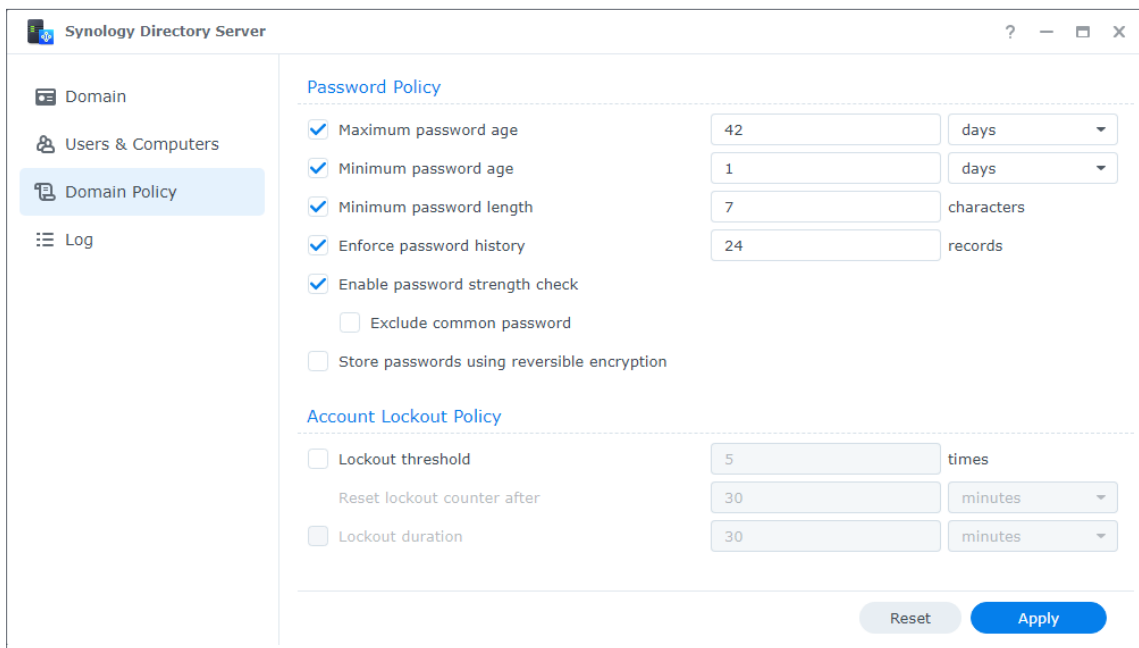 Synology Directory Server
Domain
Users & Computers
Domain Policy
Log
Password Policy
Maximum password age 42 days
Minimum password age 1 days
Minimum password length 7 characters
Enforce password history 24 records
Enable password strength check
Exclude common password
Store passwords using reversible encryption
Account Lockout Policy
Lockout threshold 5 times
Reset lockout counter after 30 minutes
Lockout duration 30 minutes
Reset Apply